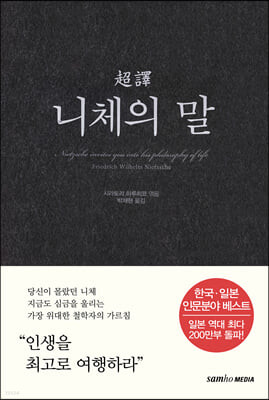 超譯
니체의 말
Nietzsche invites you into his philosophy of life
Friedrich Wilhelm Nietzsche
시라토리 하루히코 엮음
박재현 옮김
당신이 몰랐던 니체
지금도 심금을 울리는
가장 위대한 철학자의 가르침
“인생을
최고로 여행하라”
한국·일본
인문분야 베스트
일본 역대 최다
200만부 돌파!
samho MEDIA